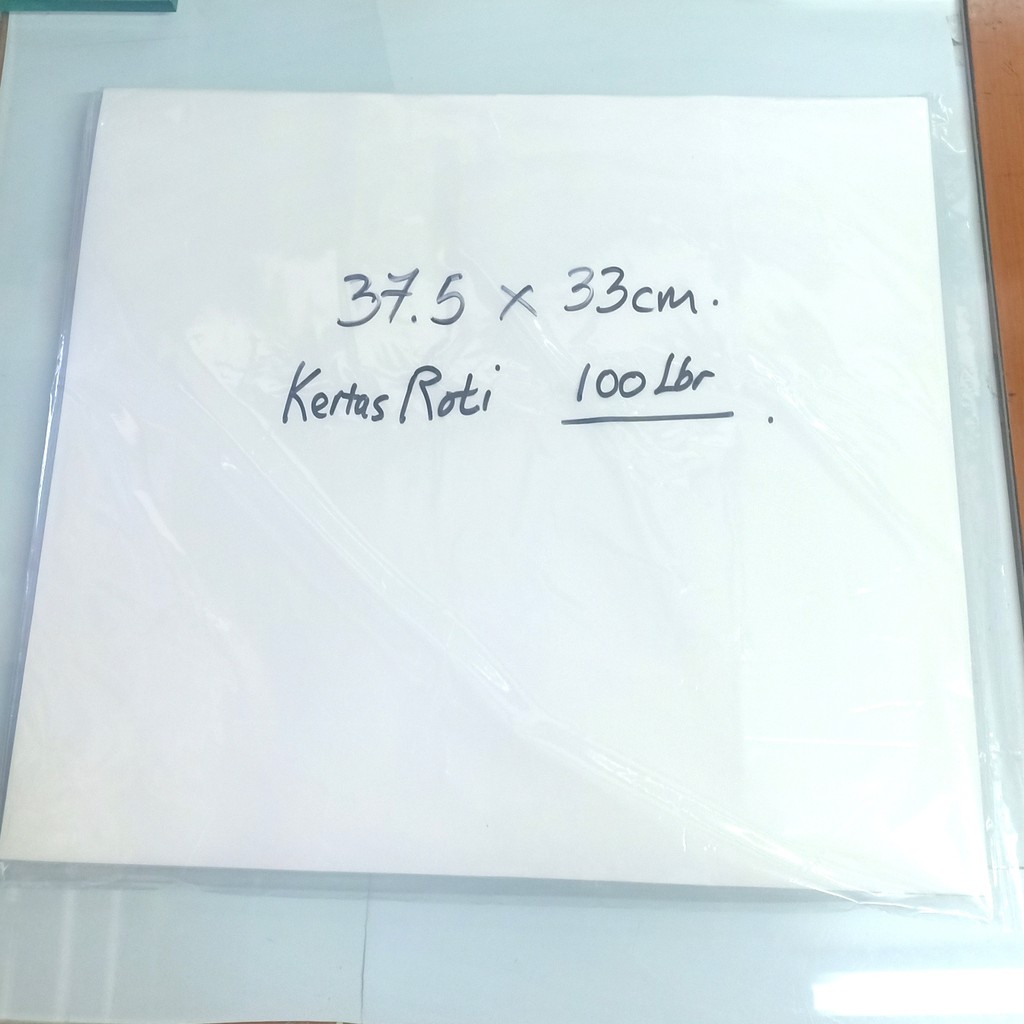 37.5 x 33cm.
Kertas Roti 100 Lbr.